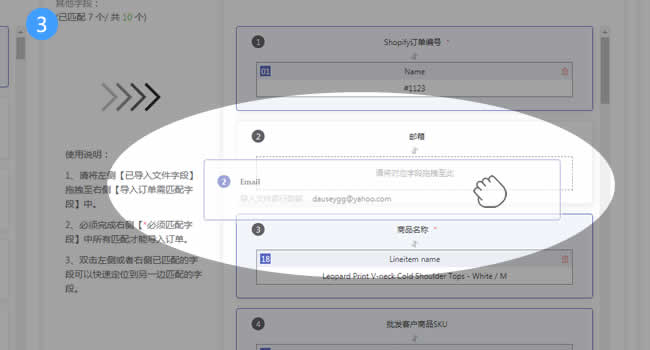 3
其他字段：
(已匹配 7 个/ 共 10 个)
使用说明：
1、请将左侧【已导入文件字段】
拖拽至右侧【导入订单需匹配字段】
中。
2、必须完成右侧【*必须匹配字
段】中所有匹配才能导入订单。
3、双击左侧或者右侧已匹配的字
段可以快速定位到另一边匹配的字
段。
1
Shopify订单编号 *
01
Name
#1123
2
邮箱
请将对应字段拖拽至此
2
Email
导入文件首行数据... dauseygg@yahoo.com
3
商品名称 *
18
Lineitem name
Leopard Print V-neck Cold Shoulder Tops - White / M
4
批发客户商品SKU